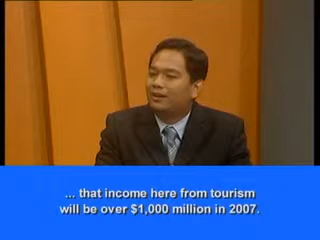 ... that income here from tourism
will be over $1,000 million in 2007.